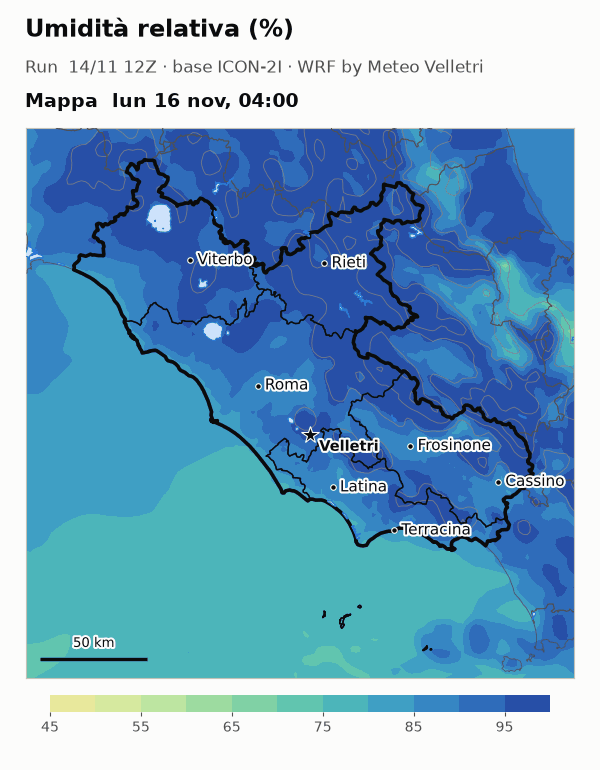 Umidità relativa (%)
Run  14/11 12Z · base ICON-2I · WRF by Meteo Velletri
Mappa  lun 16 nov, 04:00
Viterbo
Rieti
Roma
Velletri
Frosinone
Cassino
Latina
Terracina
50 km
45 55 65 75 85 95